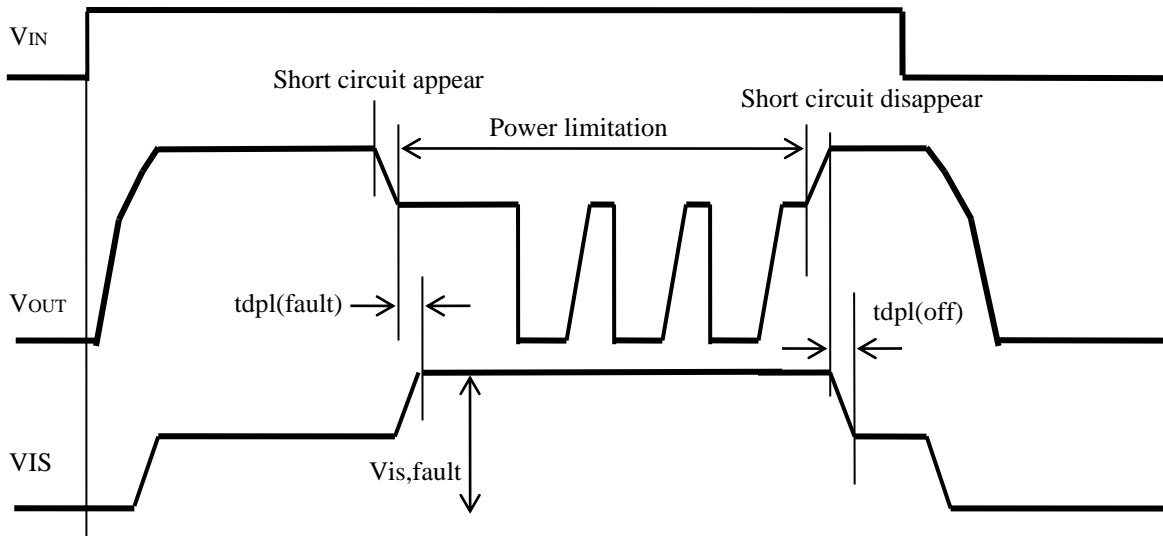 VIN
Short circuit appear
Short circuit disappear
Power limitation
VOUT
tdpl(fault)
tdpl(off)
VIS
Vis,fault